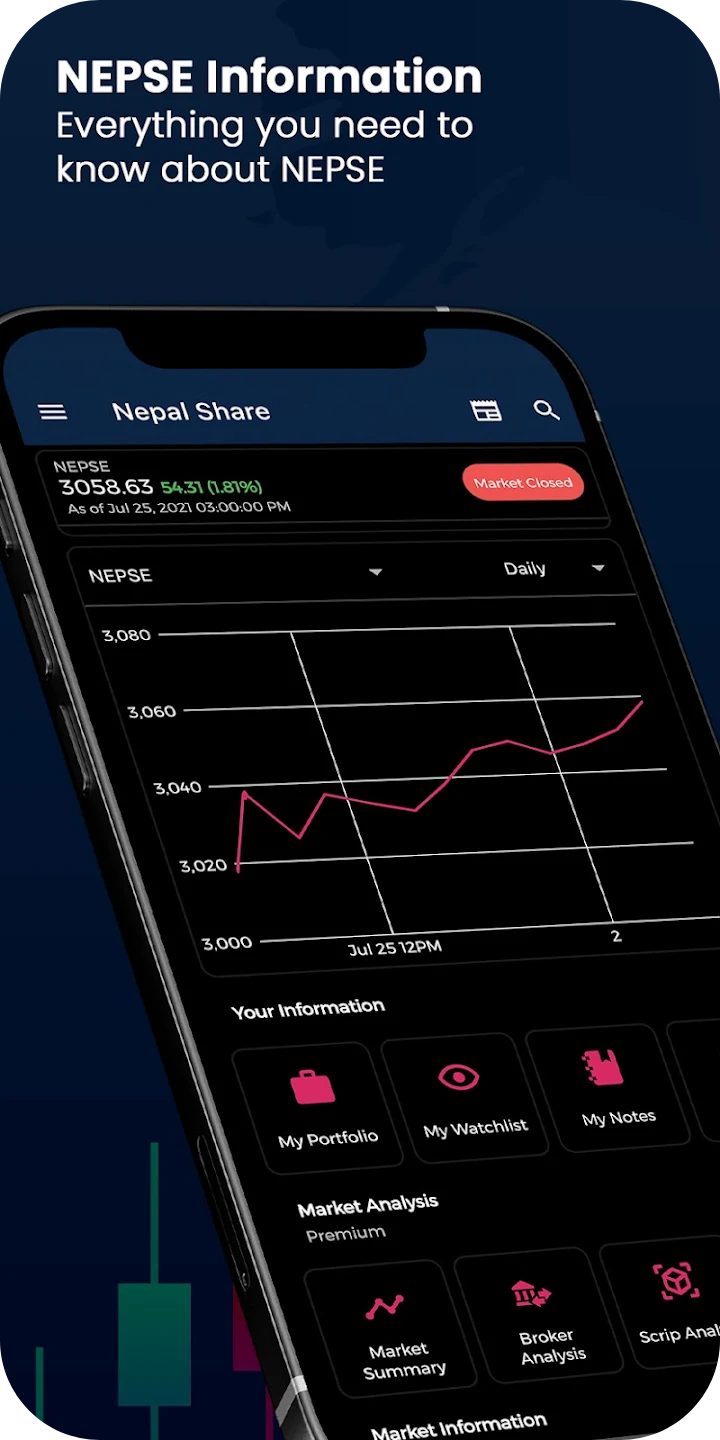 NEPSE Information
Everything you need to
know about NEPSE
Nepal Share
NEPSE
3058.63 54.31 (1.81%)
As of Jul 25, 2021 03:00:00 PM
Market Closed
NEPSE
Daily
3,080
3,060
3,040
3,020
3,000
Jul 25 12PM
2
Your Information
My Portfolio
My Watchlist
My Notes
Market Analysis
Premium
Market
Summary
Broker
Analysis
Scrip Anal
Market Information